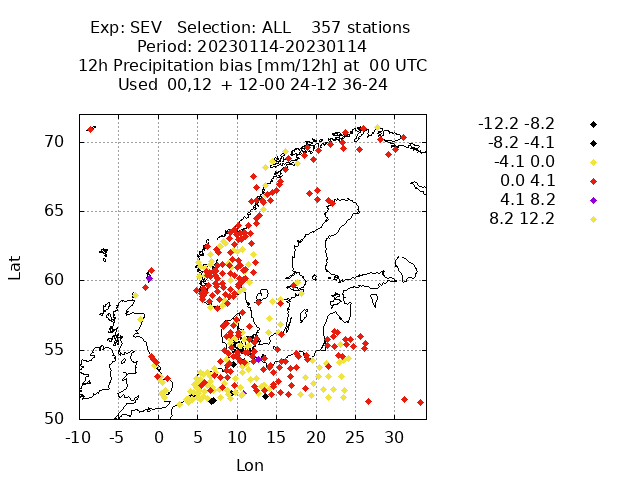 Exp: SEV   Selection: ALL    357 stations
Period: 20230114-20230114
12h Precipitation bias [mm/12h] at  00 UTC
Used  00,12  + 12-00 24-12 36-24
-12.2 -8.2
-8.2 -4.1
-4.1 0.0
0.0 4.1
4.1 8.2
8.2 12.2
70
65
60
55
50
Lat
-10 -5 0 5 10 15 20 25 30
Lon